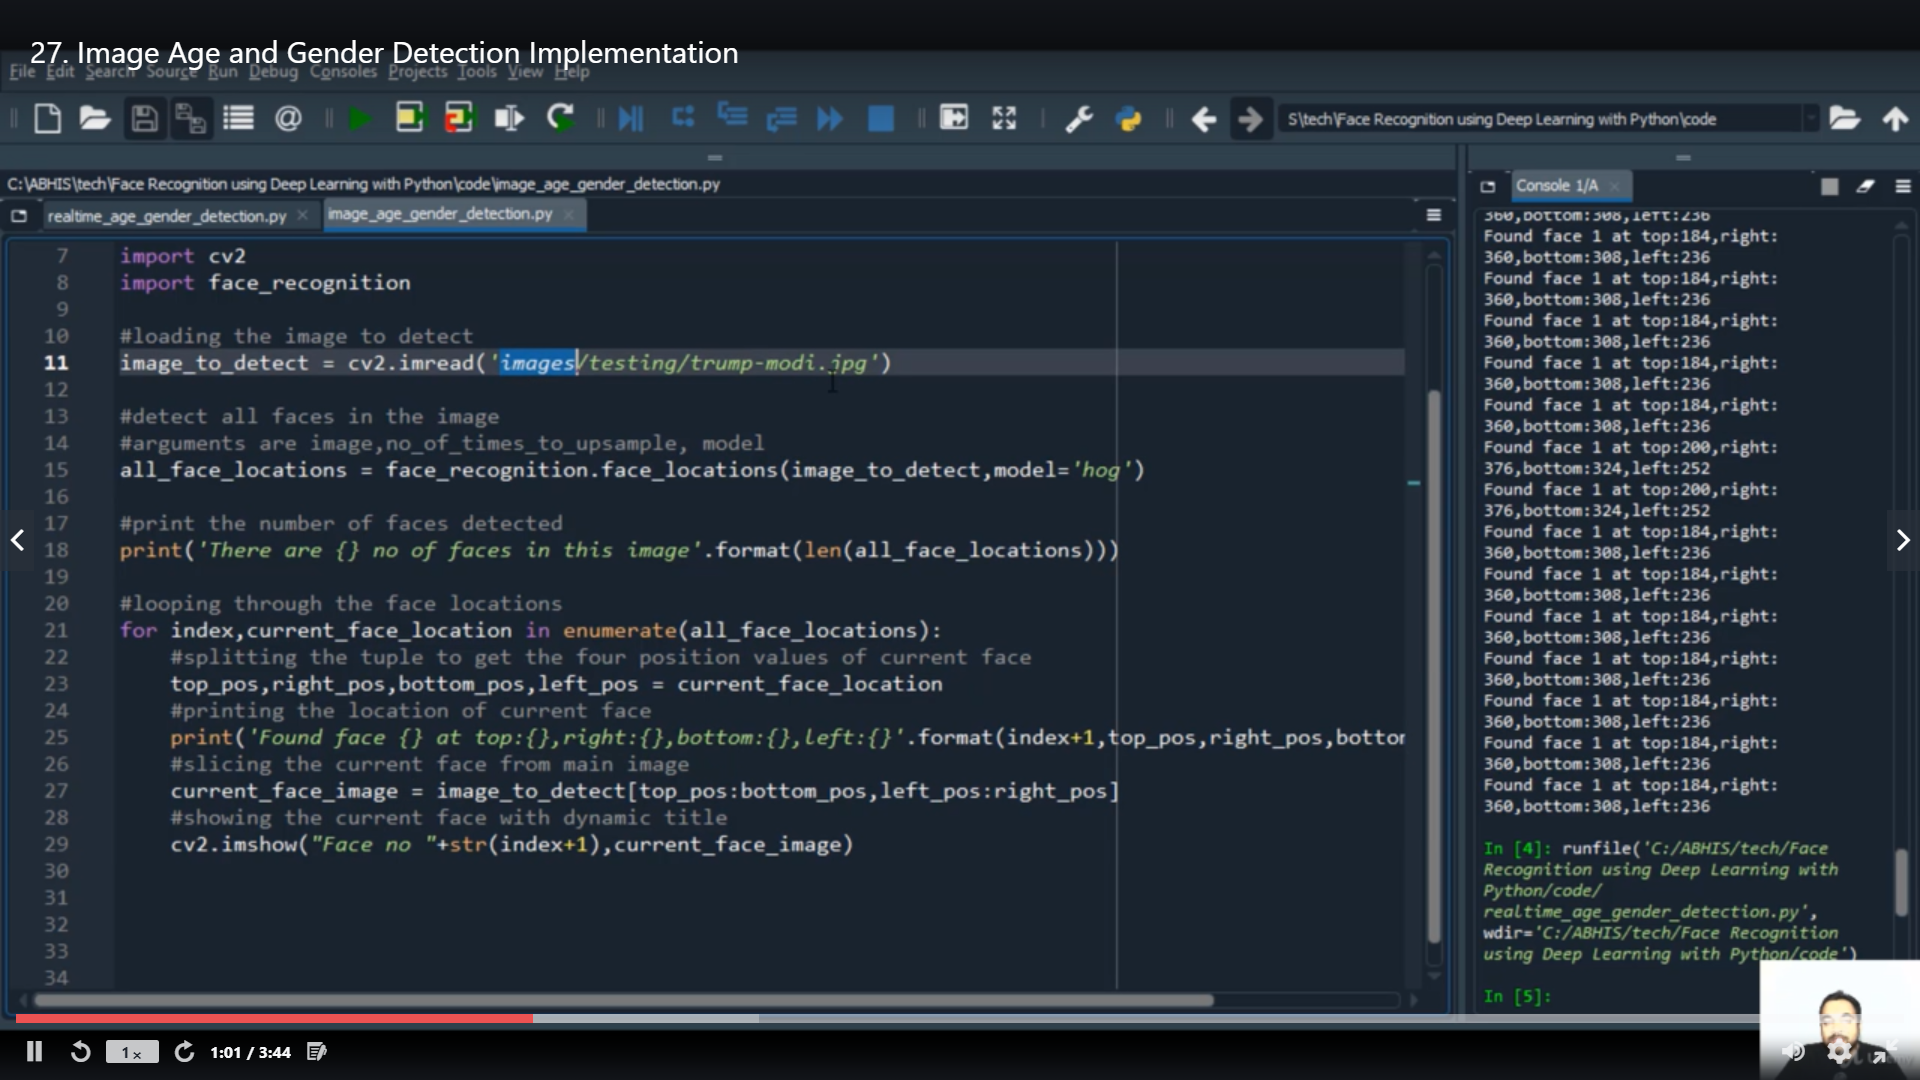 27. Image Age and Gender Detection Implementation
File Edit Search Source Run Debug Consoles Projects Tools View Help
S\tech\Face Recognition using Deep Learning with Python\code
C:\ABHIS\tech\Face Recognition using Deep Learning with Python\code\image_age_gender_detection.py
realtime_age_gender_detection.py
image_age_gender_detection.py
7 import cv2
8 import face_recognition
9
10 #loading the image to detect
11 image_to_detect = cv2.imread('images/testing/trump-modi.jpg')
12
13 #detect all faces in the image
14 #arguments are image,no_of_times_to_upsample, model
15 all_face_locations = face_recognition.face_locations(image_to_detect,model='hog')
16
17 #print the number of faces detected
18 print('There are {} no of faces in this image'.format(len(all_face_locations)))
19
20 #looping through the face locations
21 for index,current_face_location in enumerate(all_face_locations):
22 #splitting the tuple to get the four position values of current face
23 top_pos,right_pos,bottom_pos,left_pos = current_face_location
24 #printing the location of current face
25 print('Found face {} at top:{},right:{},bottom:{},left:{}'.format(index+1,top_pos,right_pos,bottor
26 #slicing the current face from main image
27 current_face_image = image_to_detect[top_pos:bottom_pos,left_pos:right_pos]
28 #showing the current face with dynamic title
29 cv2.imshow("Face no "+str(index+1),current_face_image)
30
31
32
33
34
Console 1/A
360,bottom:308,left:236
Found face 1 at top:184,right:
360,bottom:308,left:236
Found face 1 at top:184,right:
360,bottom:308,left:236
Found face 1 at top:184,right:
360,bottom:308,left:236
Found face 1 at top:184,right:
360,bottom:308,left:236
Found face 1 at top:184,right:
360,bottom:308,left:236
Found face 1 at top:200,right:
376,bottom:324,left:252
Found face 1 at top:200,right:
376,bottom:324,left:252
Found face 1 at top:184,right:
360,bottom:308,left:236
Found face 1 at top:184,right:
360,bottom:308,left:236
Found face 1 at top:184,right:
360,bottom:308,left:236
Found face 1 at top:184,right:
360,bottom:308,left:236
Found face 1 at top:184,right:
360,bottom:308,left:236
Found face 1 at top:184,right:
360,bottom:308,left:236
Found face 1 at top:184,right:
360,bottom:308,left:236
In [4]: runfile('C:/ABHIS/tech/Face
Recognition using Deep Learning with
Python/code/
realtime_age_gender_detection.py',
wdir='C:/ABHIS/tech/Face Recognition
using Deep Learning with Python/code')
In [5]:
1x
1:01 / 3:44